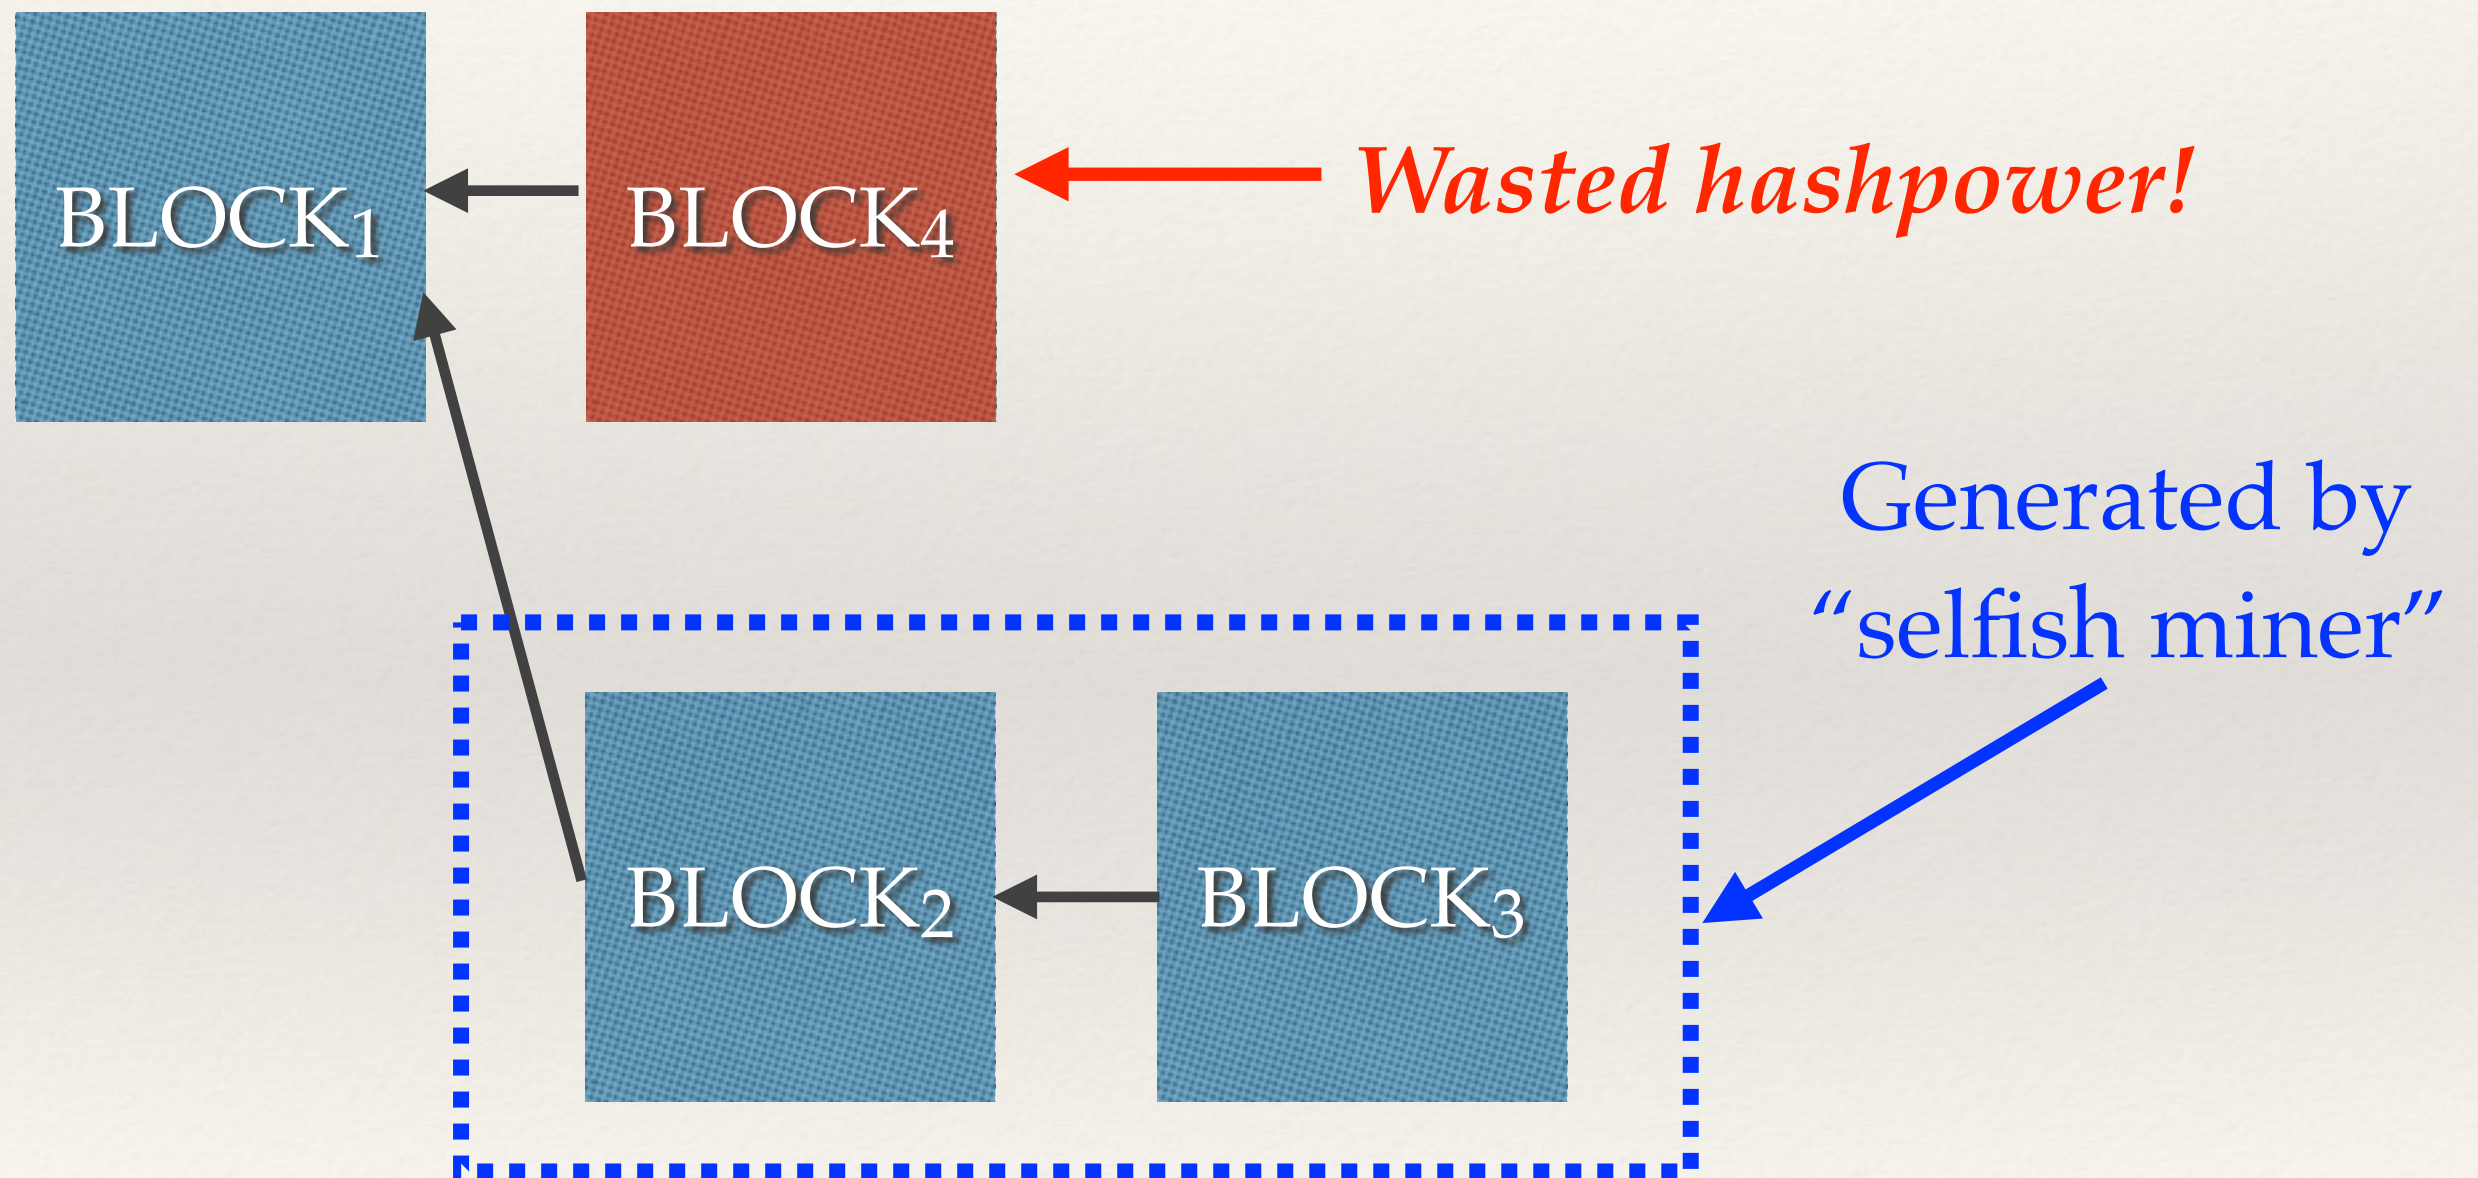 BLOCK₁
BLOCK₄
Wasted hashpower!
Generated by
“selfish miner”
BLOCK₂
BLOCK₃